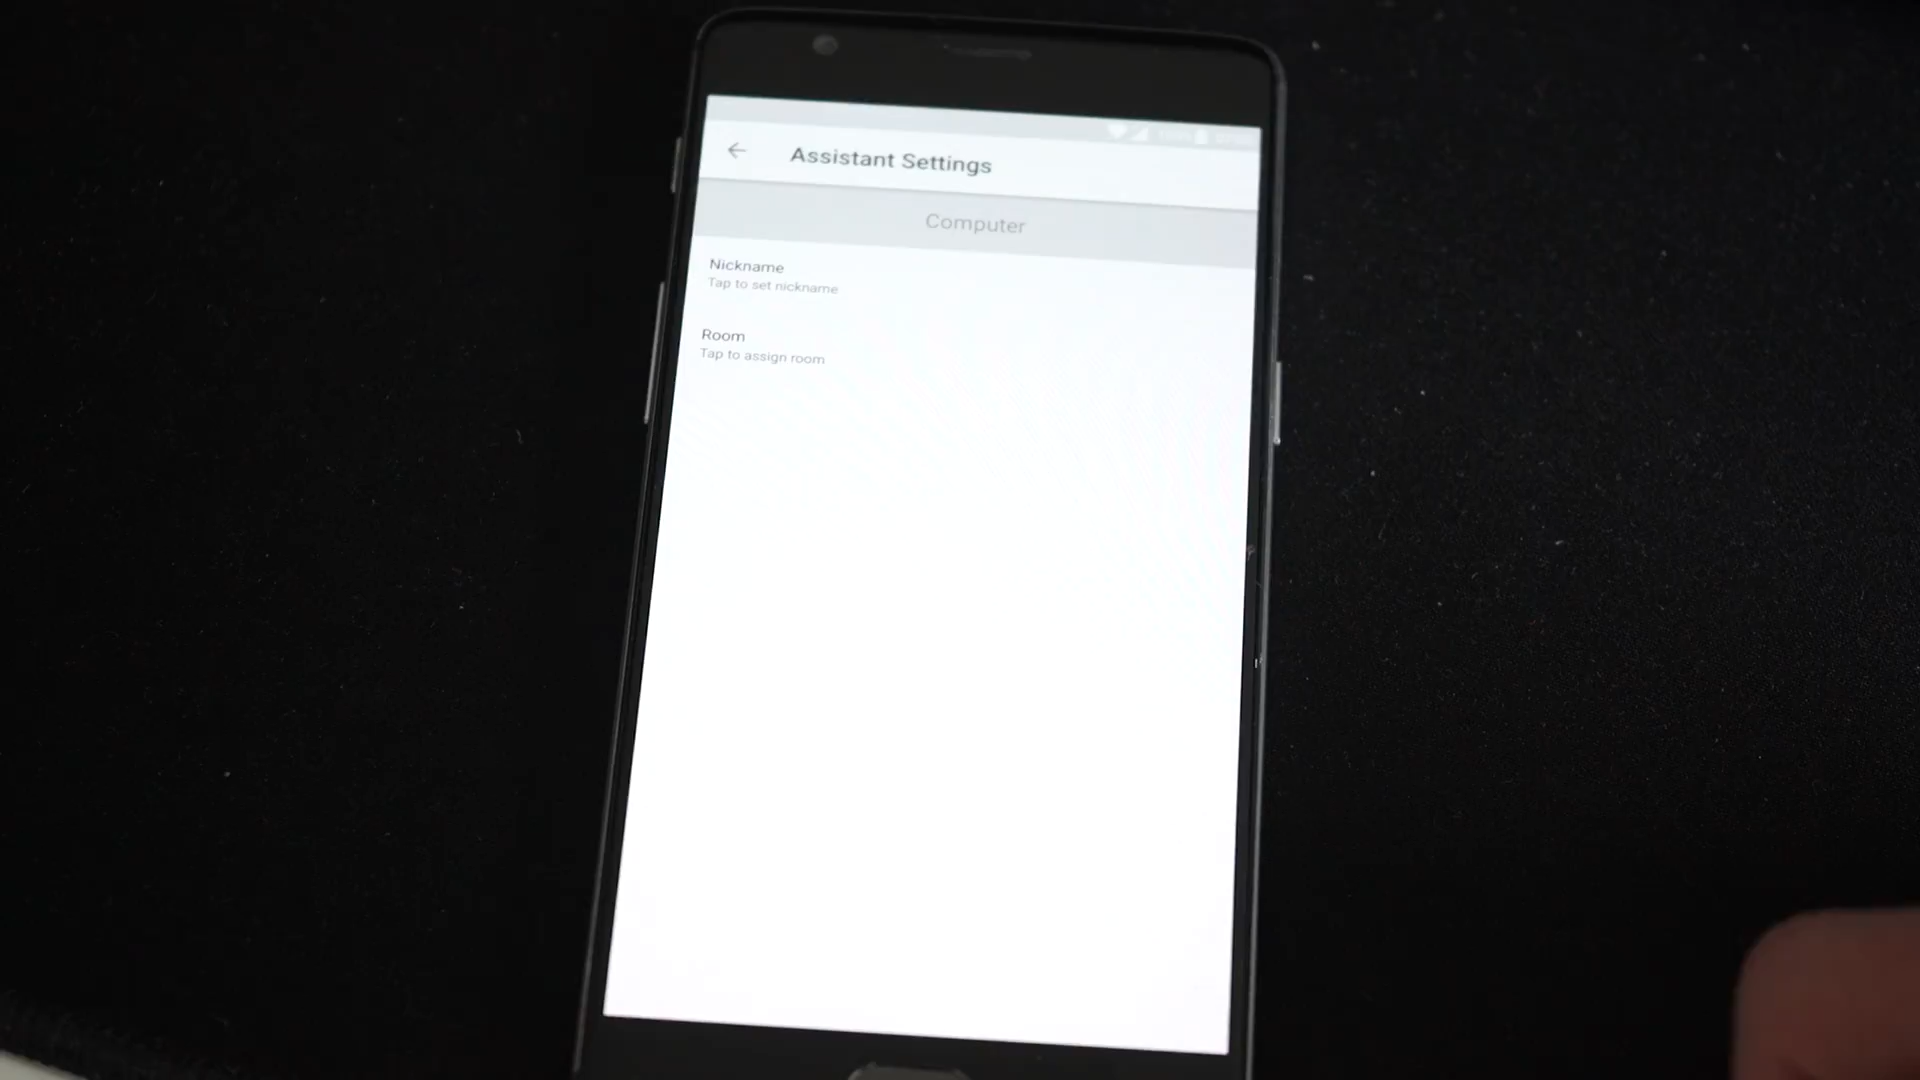 Assistant Settings
Computer
Nickname
Tap to set nickname
Room
Tap to assign room